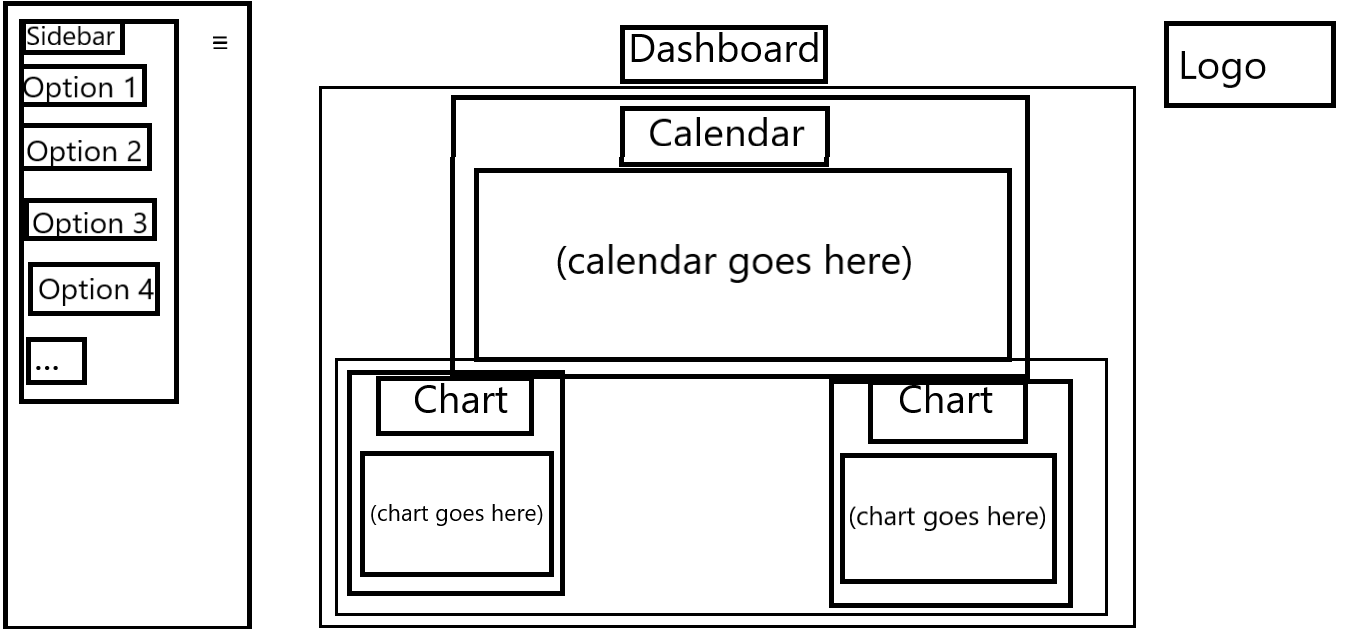 Sidebar
☰
Option 1
Option 2
Option 3
Option 4
...
Dashboard
Calendar
(calendar goes here)
Chart
(chart goes here)
Chart
(chart goes here)
Logo